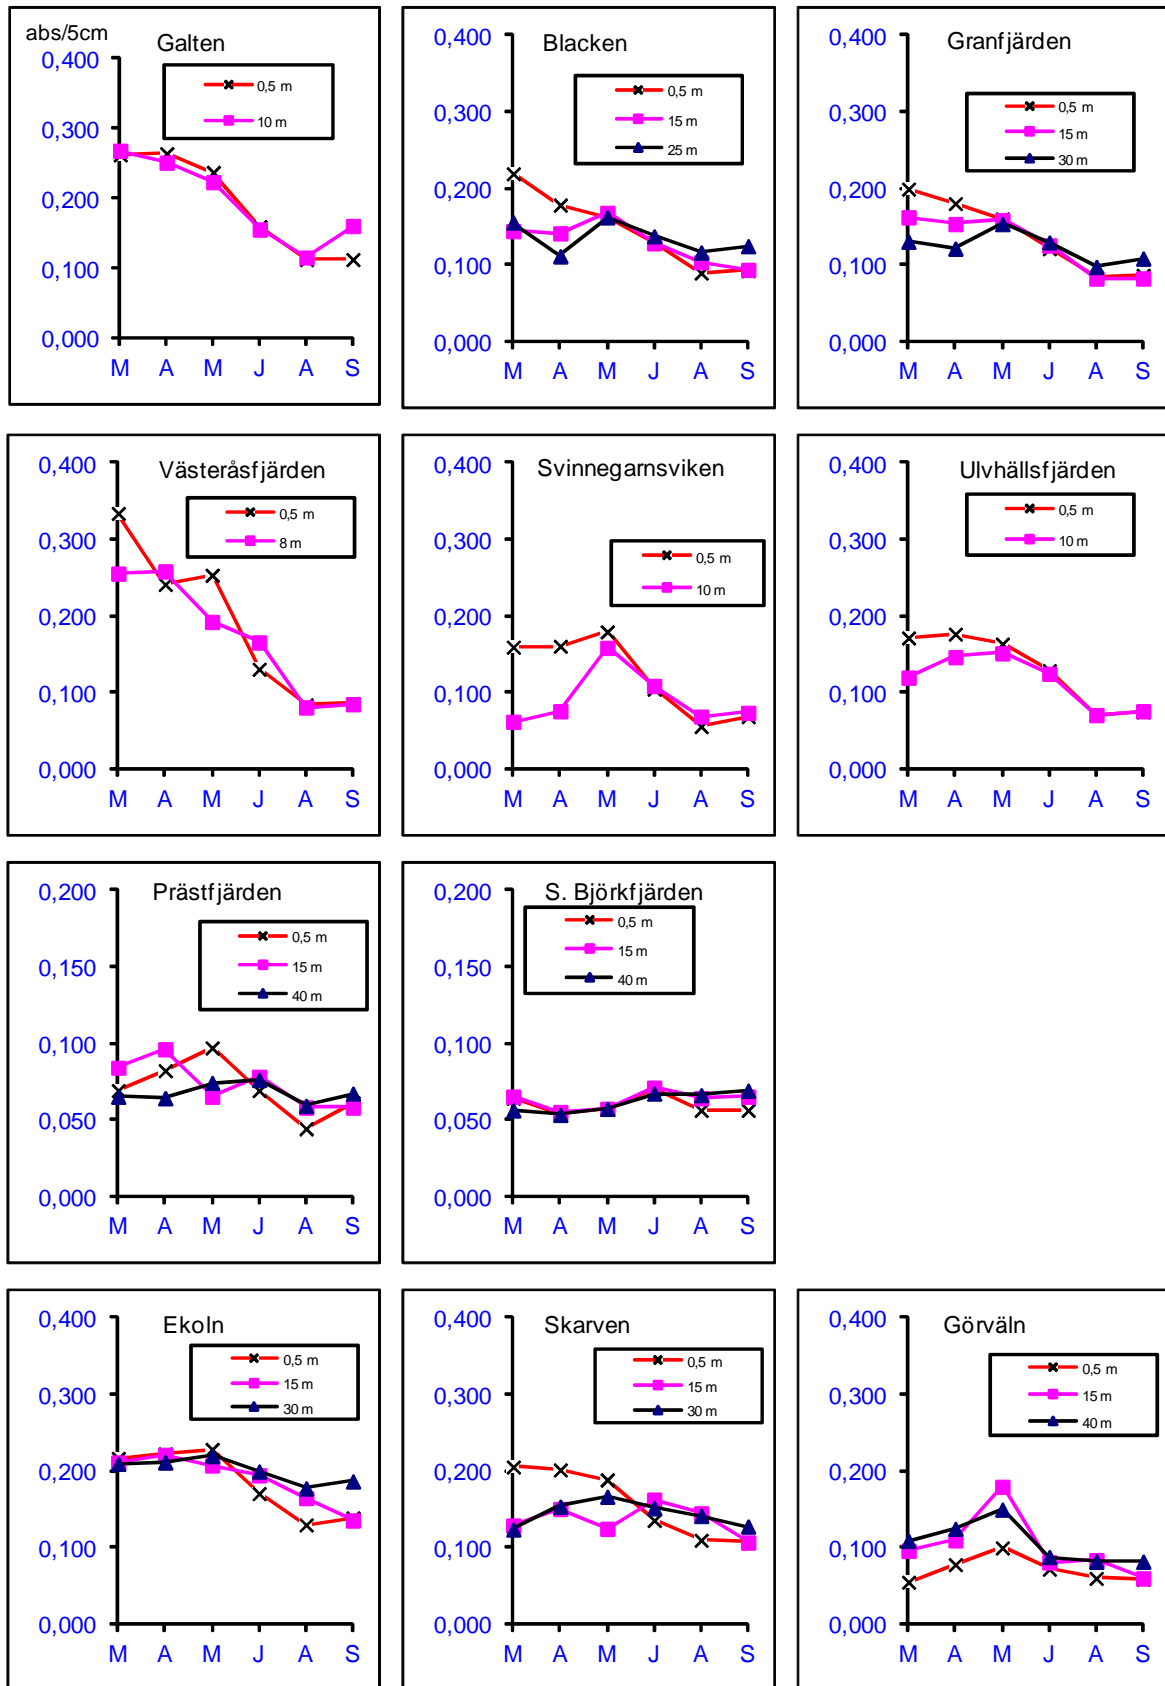 abs/5cm
Galten
0,400
0,300
0,200
0,100
0,000
0,5 m
10 m
M A M J A S
Blacken
0,400
0,300
0,200
0,100
0,000
0,5 m
15 m
25 m
M A M J A S
Granfjärden
0,400
0,300
0,200
0,100
0,000
0,5 m
15 m
30 m
M A M J A S
Västeråsfjärden
0,400
0,300
0,200
0,100
0,000
0,5 m
8 m
M A M J A S
Svinnegarnsviken
0,400
0,300
0,200
0,100
0,000
0,5 m
10 m
M A M J A S
Ulvhällsfjärden
0,400
0,300
0,200
0,100
0,000
0,5 m
10 m
M A M J A S
Prästfjärden
0,200
0,150
0,100
0,050
0,000
0,5 m
15 m
40 m
M A M J A S
S. Björkfjärden
0,200
0,150
0,100
0,050
0,000
0,5 m
15 m
40 m
M A M J A S
Ekoln
0,400
0,300
0,200
0,100
0,000
0,5 m
15 m
30 m
M A M J A S
Skarven
0,400
0,300
0,200
0,100
0,000
0,5 m
15 m
30 m
M A M J A S
Görväln
0,400
0,300
0,200
0,100
0,000
0,5 m
15 m
40 m
M A M J A S